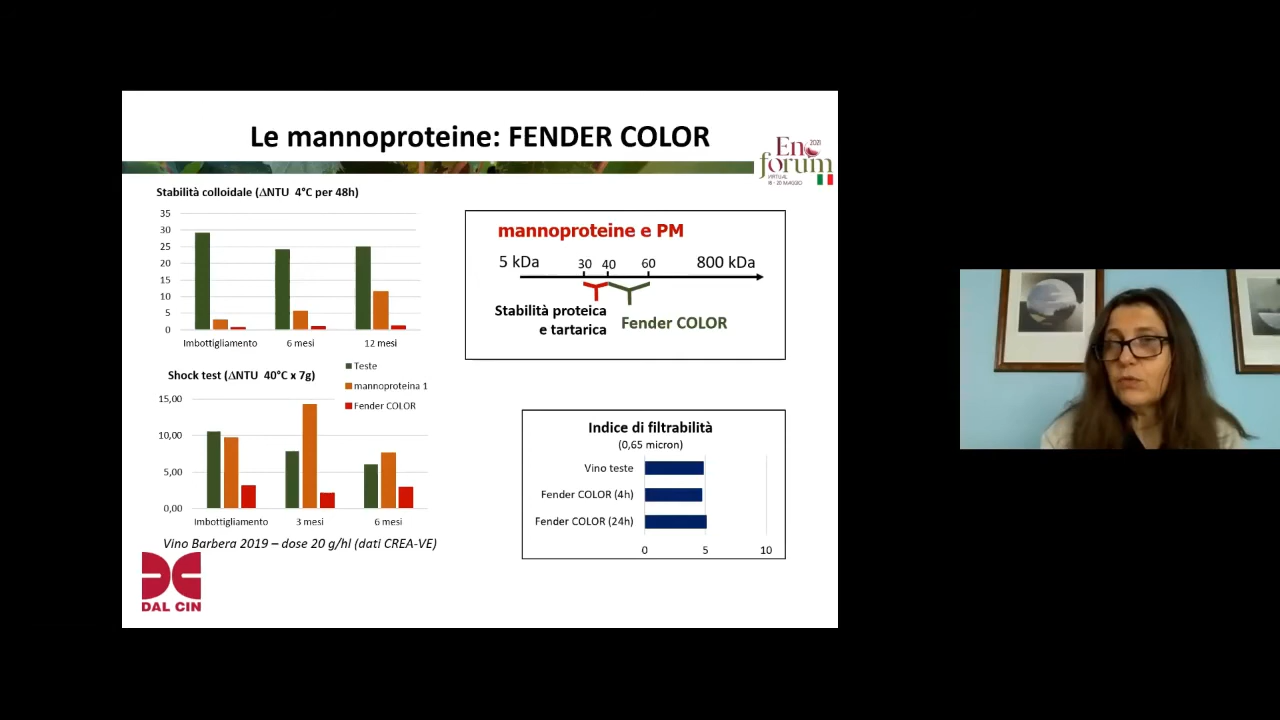 Le mannoproteine: FENDER COLOR
En
2021
forum
VIRTUAL
18 - 20 MAGGIO
Stabilità colloidale (ΔNTU 4°C per 48h)
35
30
25
20
15
10
5
0
Imbottigliamento 6 mesi 12 mesi
Teste
mannoproteina 1
Fender COLOR
Shock test (ΔNTU 40°C x 7g)
15,00
10,00
5,00
0,00
Imbottigliamento 3 mesi 6 mesi
Vino Barbera 2019 – dose 20 g/hl (dati CREA-VE)
DAL CIN
mannoproteine e PM
5 kDa 30 40 60 800 kDa
Stabilità proteica
e tartarica
Fender COLOR
Indice di filtrabilità
(0,65 micron)
Vino teste
Fender COLOR (4h)
Fender COLOR (24h)
0 5 10